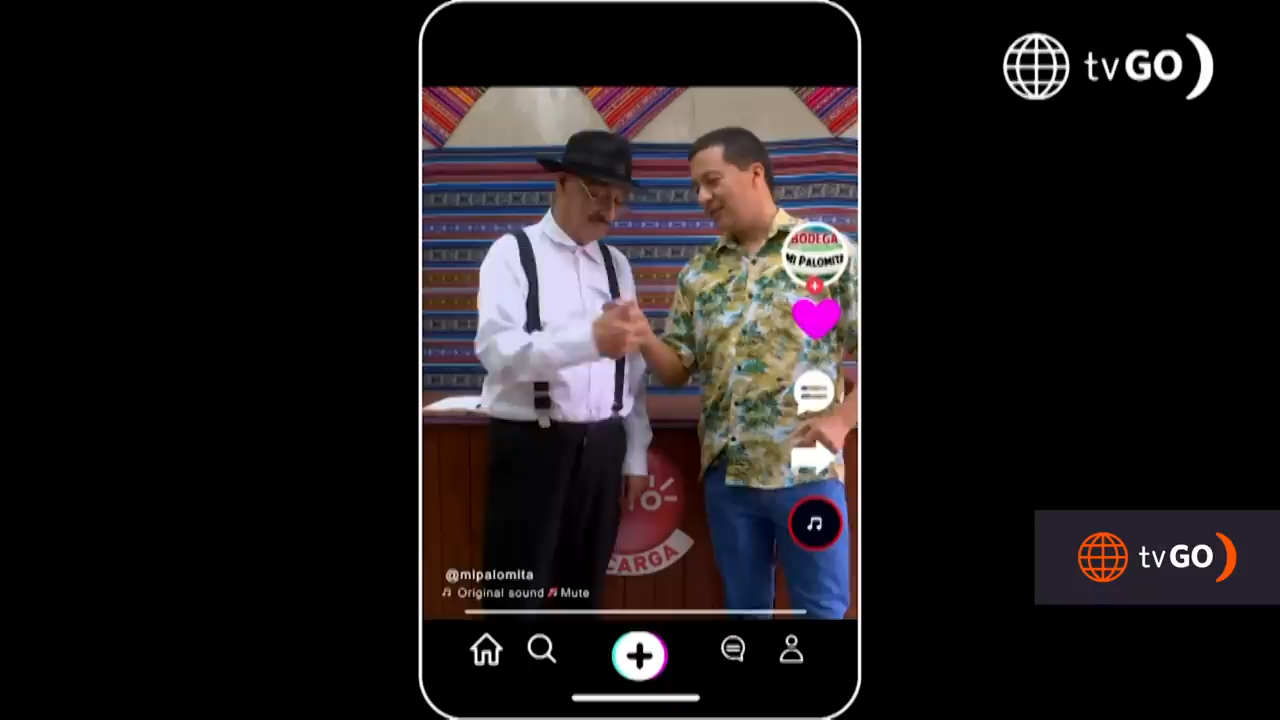 tvGO
BODEGA
MI PALOMITA
CARGA
@mipalomita
Original sound Mute
tvGO